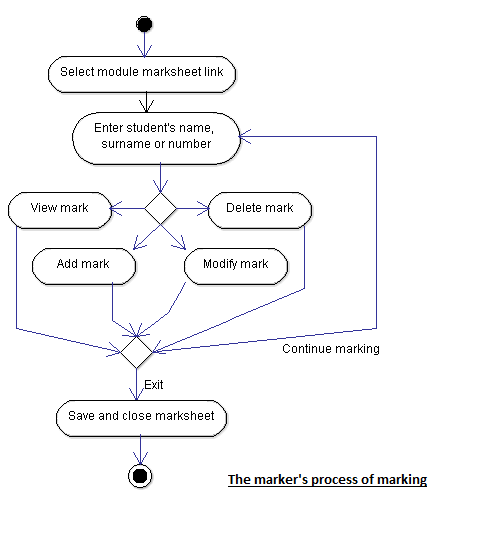 Select module marksheet link
Enter student's name,
surname or number
View mark
Delete mark
Add mark
Modify mark
Continue marking
Exit
Save and close marksheet
The marker's process of marking